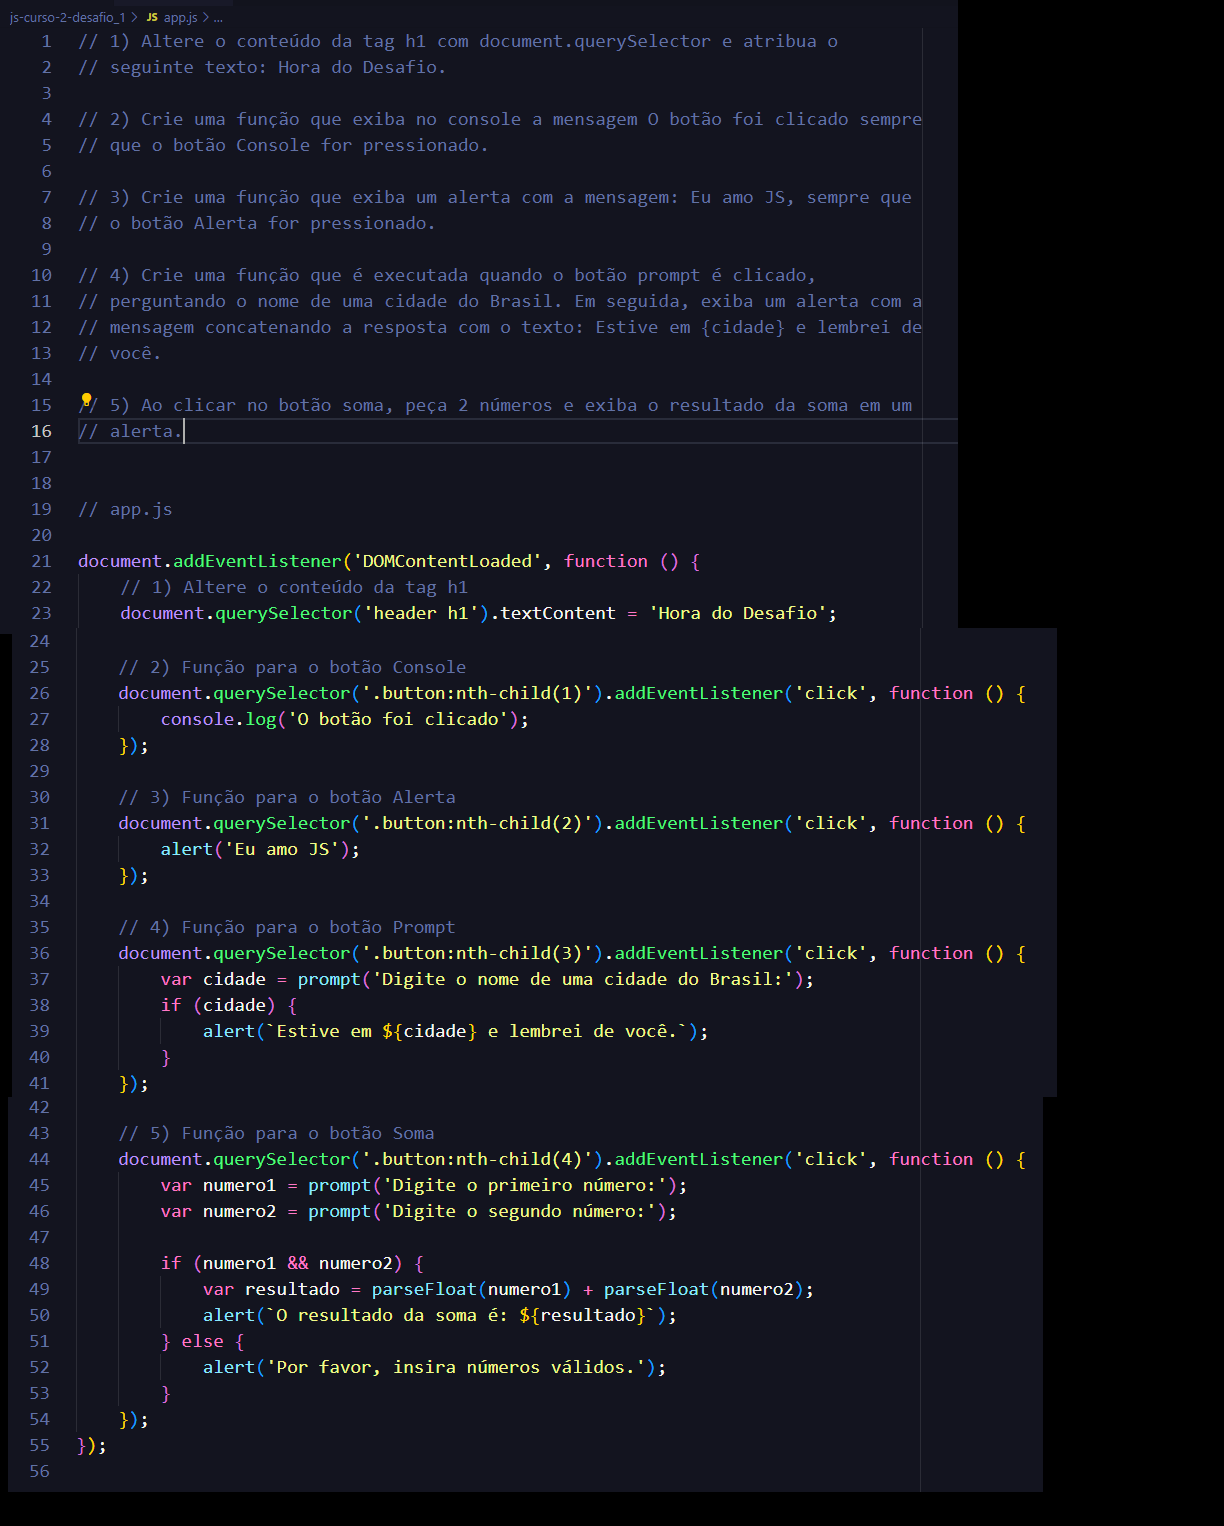 js-curso-2-desafio_1 > JS app.js > ...
1 // 1) Altere o conteúdo da tag h1 com document.querySelector e atribua o
2 // seguinte texto: Hora do Desafio.
3
4 // 2) Crie uma função que exiba no console a mensagem O botão foi clicado sempre
5 // que o botão Console for pressionado.
6
7 // 3) Crie uma função que exiba um alerta com a mensagem: Eu amo JS, sempre que
8 // o botão Alerta for pressionado.
9
10 // 4) Crie uma função que é executada quando o botão prompt é clicado,
11 // perguntando o nome de uma cidade do Brasil. Em seguida, exiba um alerta com a
12 // mensagem concatenando a resposta com o texto: Estive em {cidade} e lembrei de
13 // você.
14
15 // 5) Ao clicar no botão soma, peça 2 números e exiba o resultado da soma em um
16 // alerta.
17
18
19 // app.js
20
21 document.addEventListener('DOMContentLoaded', function () {
22     // 1) Altere o conteúdo da tag h1
23     document.querySelector('header h1').textContent = 'Hora do Desafio';
24
25     // 2) Função para o botão Console
26     document.querySelector('.button:nth-child(1)').addEventListener('click', function () {
27         console.log('O botão foi clicado');
28     });
29
30     // 3) Função para o botão Alerta
31     document.querySelector('.button:nth-child(2)').addEventListener('click', function () {
32         alert('Eu amo JS');
33     });
34
35     // 4) Função para o botão Prompt
36     document.querySelector('.button:nth-child(3)').addEventListener('click', function () {
37         var cidade = prompt('Digite o nome de uma cidade do Brasil:');
38         if (cidade) {
39             alert(`Estive em ${cidade} e lembrei de você.`);
40         }
41     });
42
43     // 5) Função para o botão Soma
44     document.querySelector('.button:nth-child(4)').addEventListener('click', function () {
45         var numero1 = prompt('Digite o primeiro número:');
46         var numero2 = prompt('Digite o segundo número:');
47
48         if (numero1 && numero2) {
49             var resultado = parseFloat(numero1) + parseFloat(numero2);
50             alert(`O resultado da soma é: ${resultado}`);
51         } else {
52             alert('Por favor, insira números válidos.');
53         }
54     });
55 });
56